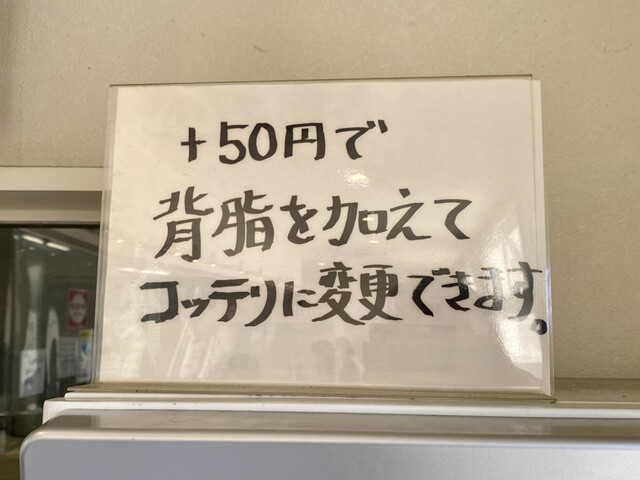 +50円で
背脂を加えて
コッテリに変更できます。